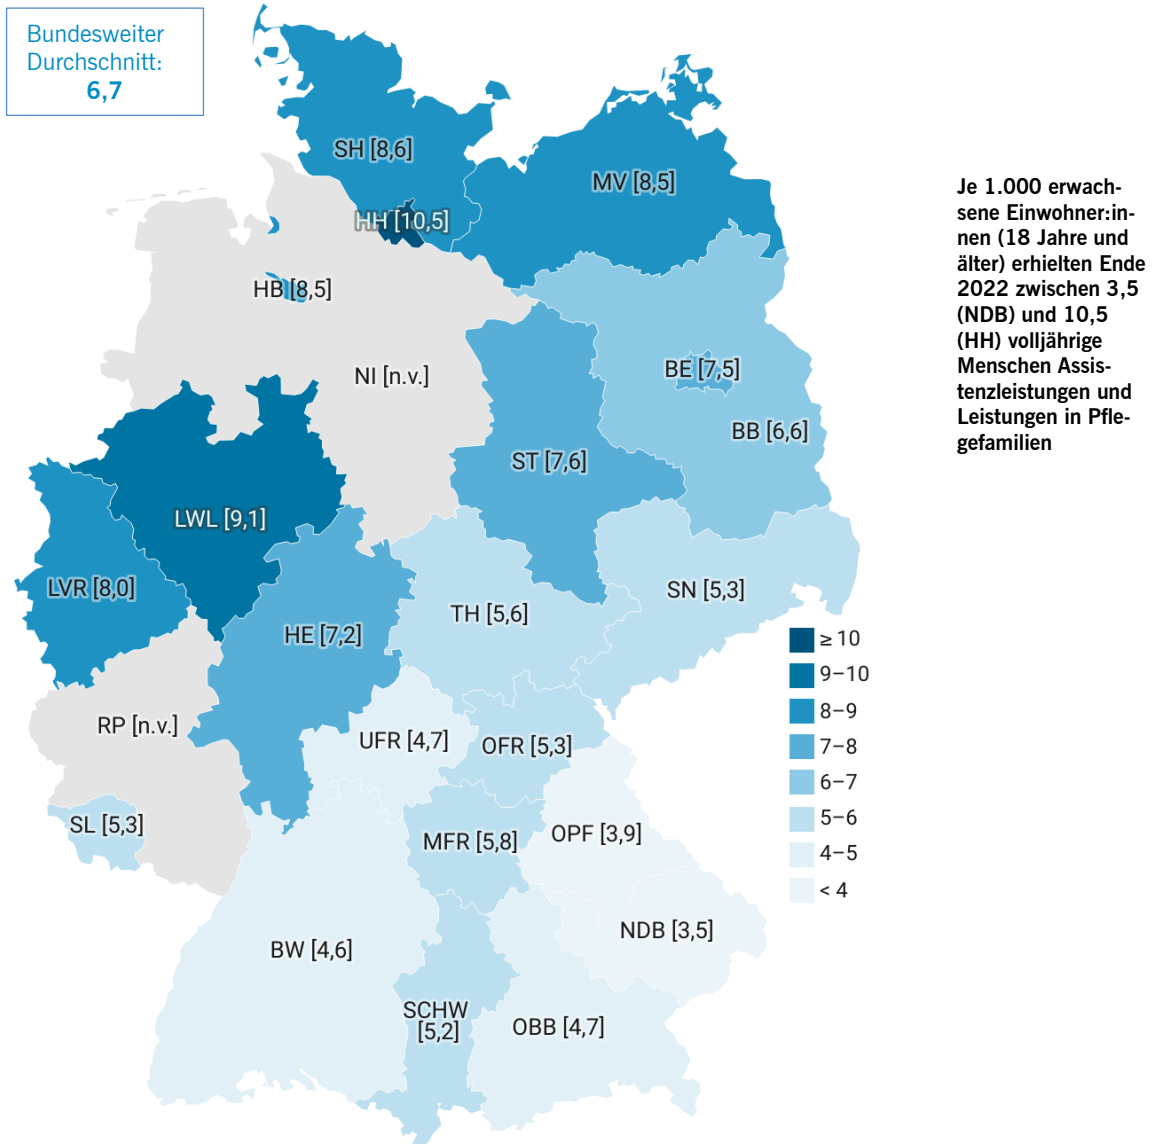 Bundesweiter
Durchschnitt:
6,7
SH [8,6]
MV [8,5]
HH [10,5]
HB [8,5]
NI [n.v.]
BE [7,5]
BB [6,6]
ST [7,6]
LWL [9,1]
LVR [8,0]
SN [5,3]
TH [5,6]
HE [7,2]
RP [n.v.]
UFR [4,7]
OFR [5,3]
SL [5,3]
MFR [5,8]
OPF [3,9]
NDB [3,5]
BW [4,6]
SCHW
[5,2]
OBB [4,7]
Je 1.000 erwach-
sene Einwohner:in-
nen (18 Jahre und
älter) erhielten Ende
2022 zwischen 3,5
(NDB) und 10,5
(HH) volljährige
Menschen Assis-
tenzleistungen und
Leistungen in Pfle-
gefamilien
≥ 10
9–10
8–9
7–8
6–7
5–6
4–5
< 4